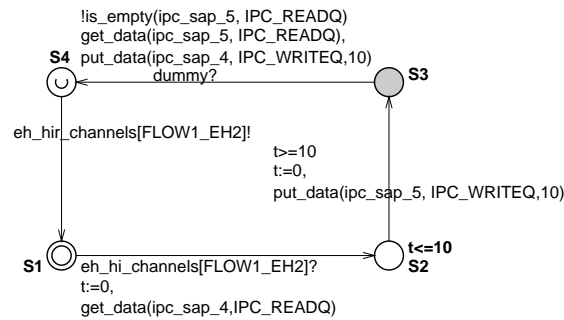 !is_empty(ipc_sap_5, IPC_READQ)
get_data(ipc_sap_5, IPC_READQ),
put_data(ipc_sap_4, IPC_WRITEQ,10)
dummy?
S4
S3
eh_hir_channels[FLOW1_EH2]!
t>=10
t:=0,
put_data(ipc_sap_5, IPC_WRITEQ,10)
S1
eh_hi_channels[FLOW1_EH2]?
t:=0,
get_data(ipc_sap_4,IPC_READQ)
t<=10
S2